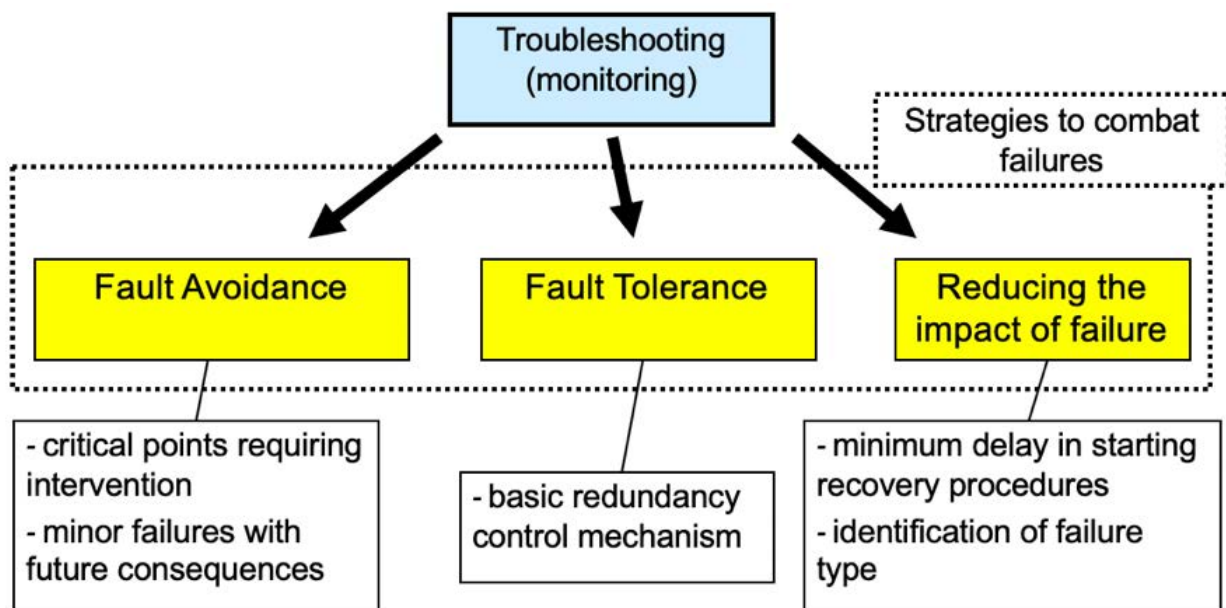 Troubleshooting
(monitoring)
Strategies to combat
failures
Fault Avoidance
Fault Tolerance
Reducing the
impact of failure
- critical points requiring
intervention
- minor failures with
future consequences
- basic redundancy
control mechanism
- minimum delay in starting
recovery procedures
- identification of failure
type